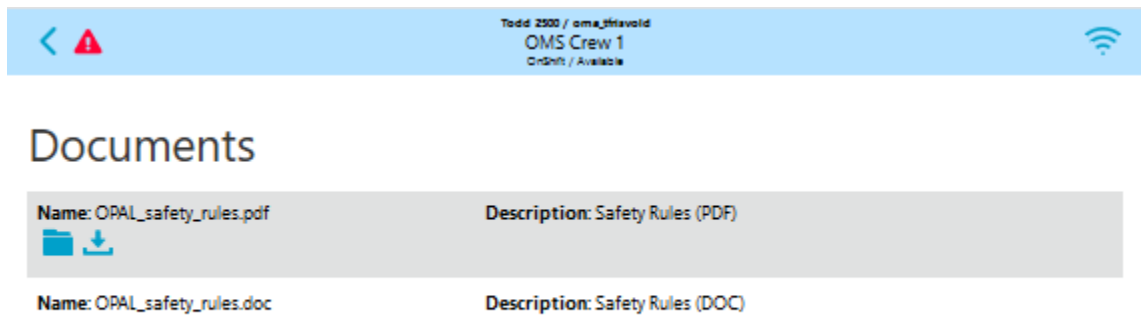 Todd 2500 / oma_tfriavold
OMS Crew 1
OnShift / Available
Documents
Name: OPAL_safety_rules.pdf Description: Safety Rules (PDF)
Name: OPAL_safety_rules.doc Description: Safety Rules (DOC)